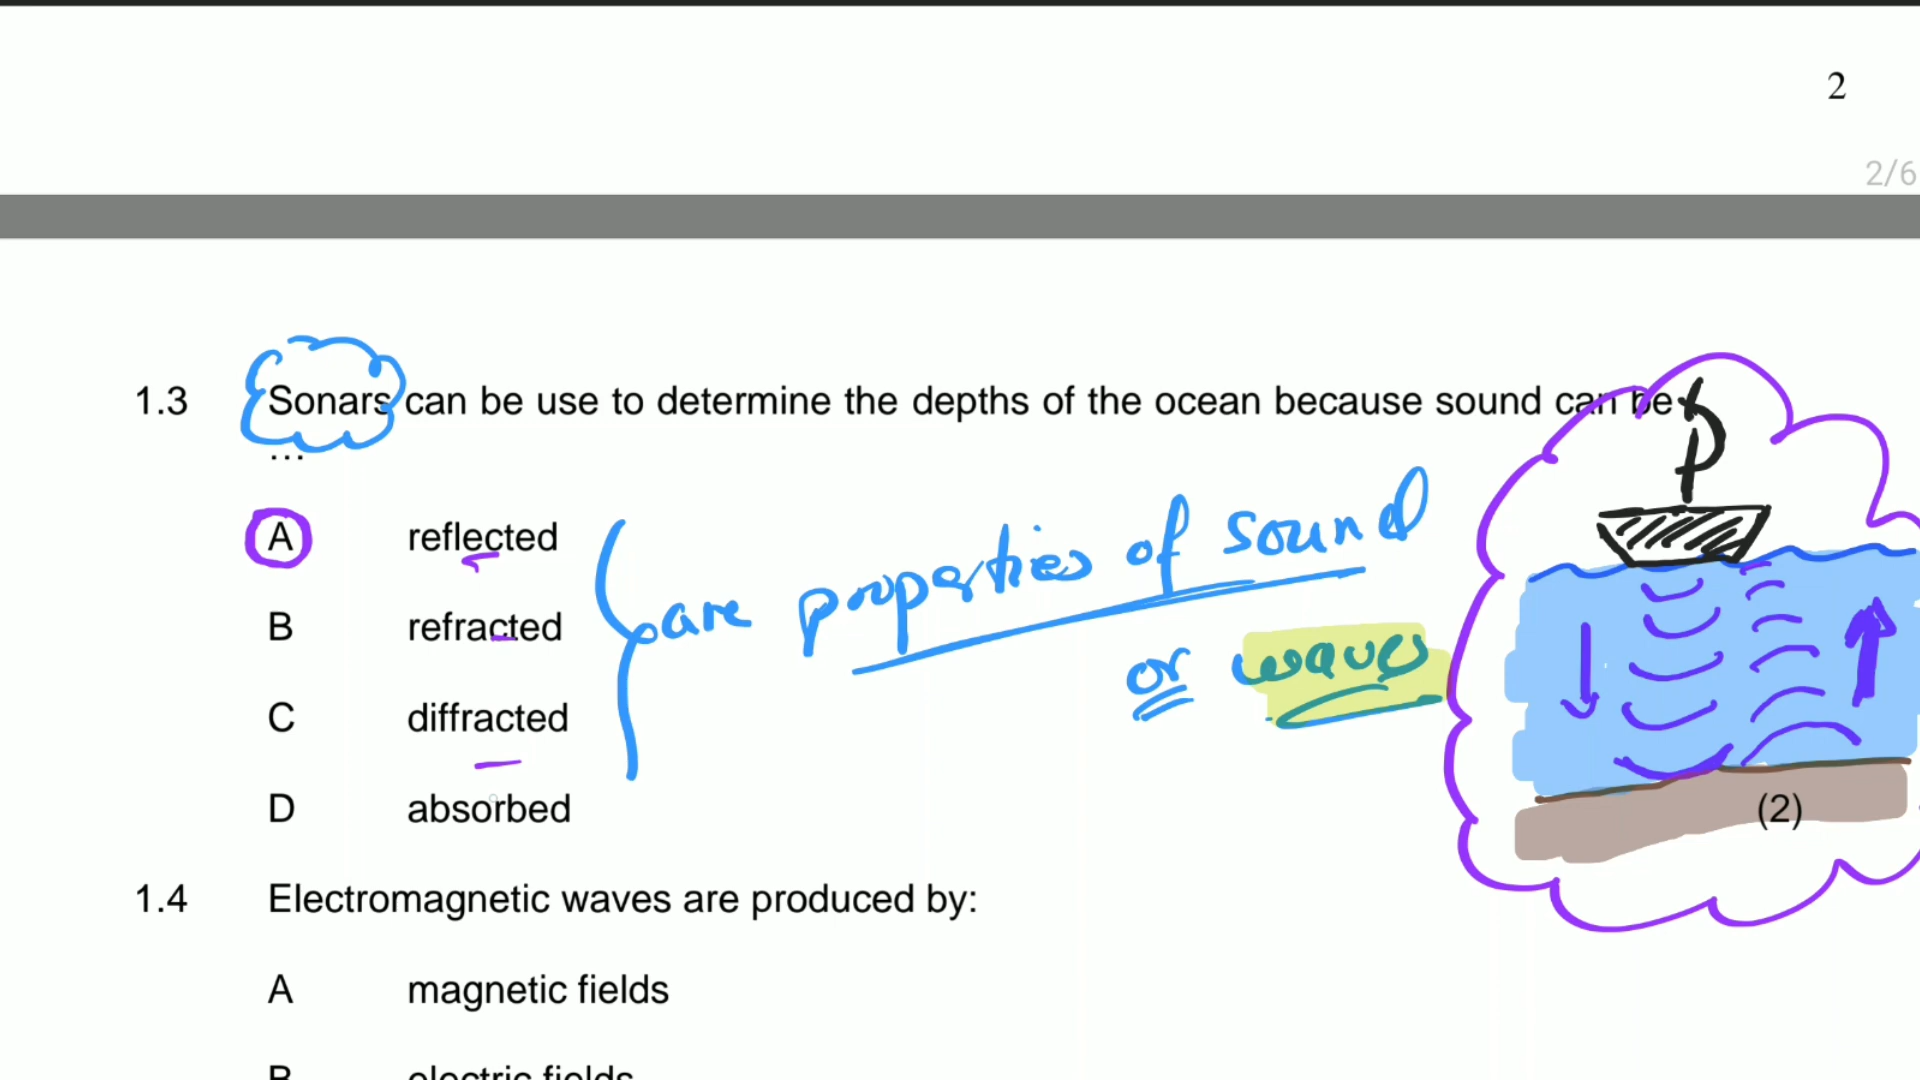 2
2/6
1.3 Sonars can be use to determine the depths of the ocean because sound can be
...
A reflected
B refracted
C diffracted
D absorbed
are properties of sound
or waves
(2)
1.4 Electromagnetic waves are produced by:
A magnetic fields
B electric fields